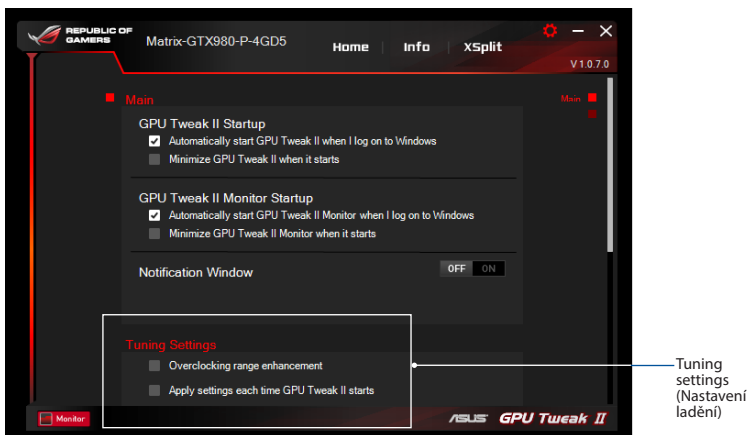 REPUBLIC OF
GAMERS
Matrix-GTX980-P-4GD5
Home
Info
XSplit
V 1.0.7.0
Main
Main
GPU Tweak II Startup
Automatically start GPU Tweak II when I log on to Windows
Minimize GPU Tweak II when it starts
GPU Tweak II Monitor Startup
Automatically start GPU Tweak II Monitor when I log on to Windows
Minimize GPU Tweak II Monitor when it starts
Notification Window
OFF ON
Tuning Settings
Overclocking range enhancement
Apply settings each time GPU Tweak II starts
Tuning
settings
(Nastavení
ladění)
Monitor
ASUS GPU Tweak II